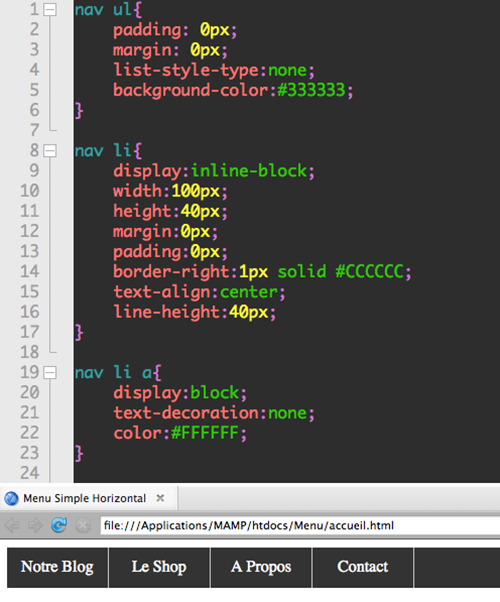 1 nav ul{
2 padding: 0px;
3 margin: 0px;
4 list-style-type:none;
5 background-color:#333333;
6 }
7
8 nav li{
9 display:inline-block;
10 width:100px;
11 height:40px;
12 margin:0px;
13 padding:0px;
14 border-right:1px solid #CCCCCC;
15 text-align:center;
16 line-height:40px;
17 }
18
19 nav li a{
20 display:block;
21 text-decoration:none;
22 color:#FFFFFF;
23 }
24
Menu Simple Horizontal
file:///Applications/MAMP/htdocs/Menu/accueil.html
Notre Blog Le Shop A Propos Contact